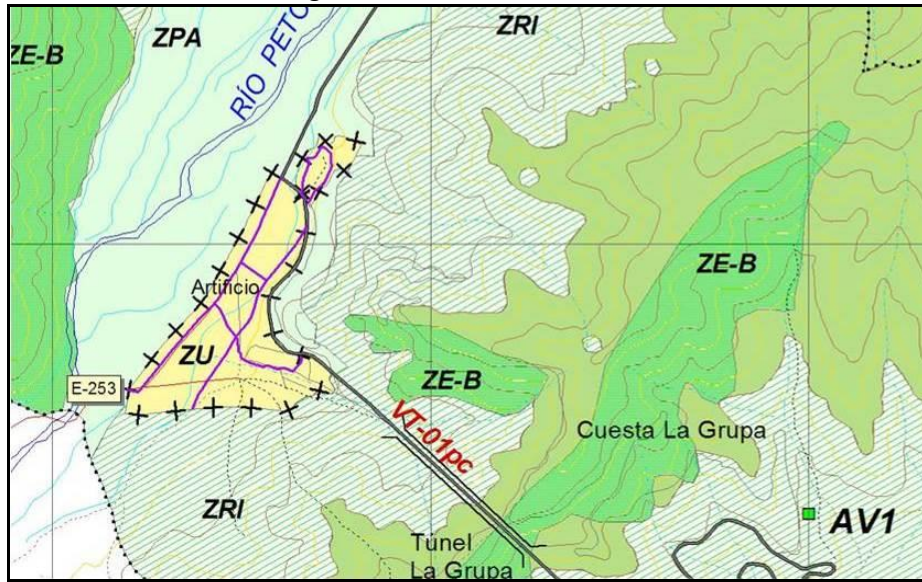 ZE-B
ZPA
RÍO PETO
ZRI
Artificio
ZU
ZE-B
ZE-B
E-253
VT-01pc
Cuesta La Grupa
ZRI
Túnel
La Grupa
AV1